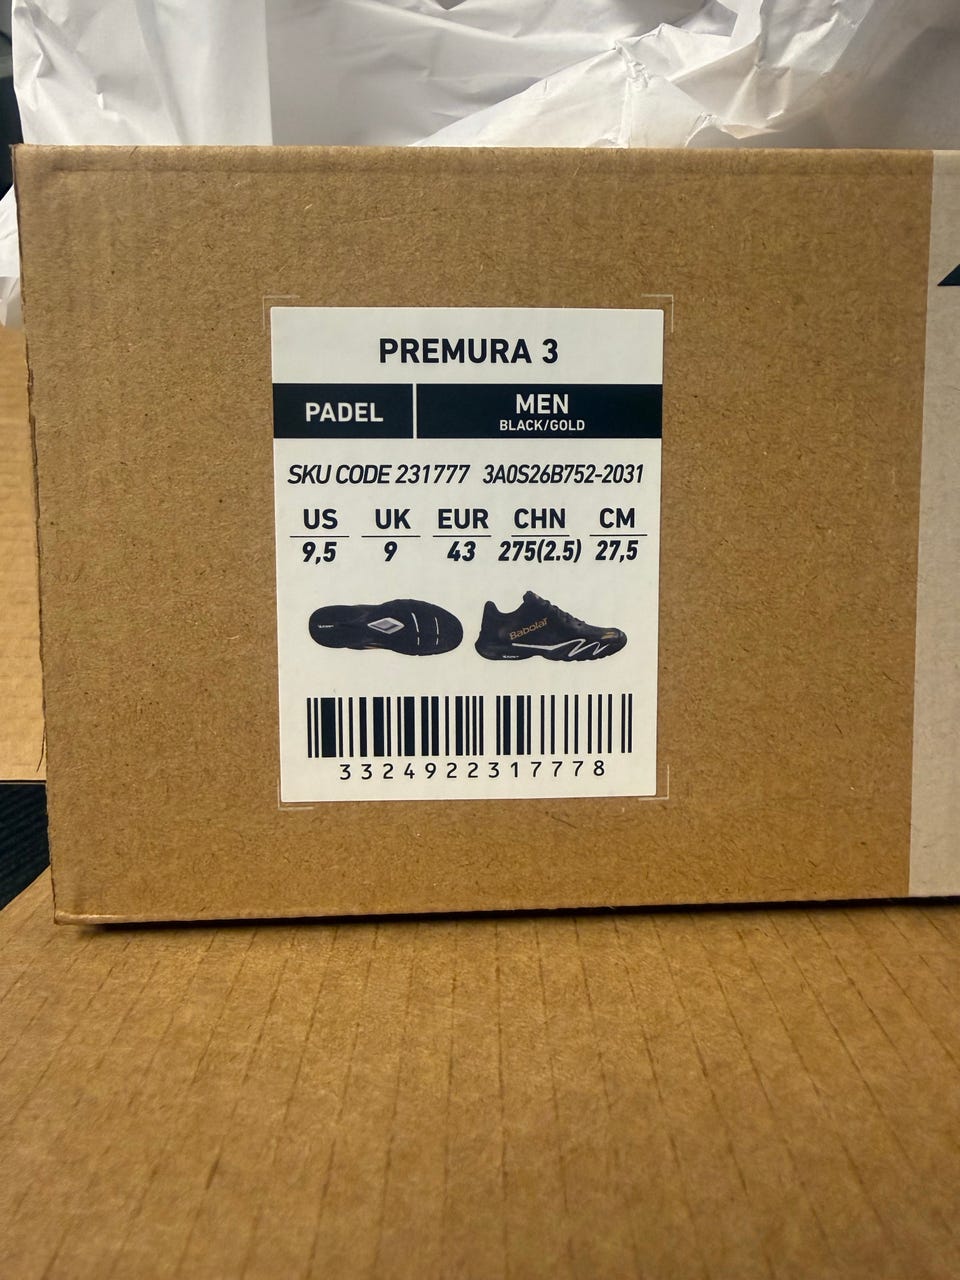 PREMURA 3
PADEL
MEN
BLACK/GOLD
SKU CODE 231777 3A0S26B752-2031
US UK EUR CHN CM
9,5 9 43 275(2.5) 27,5
Babolat
3324922317778